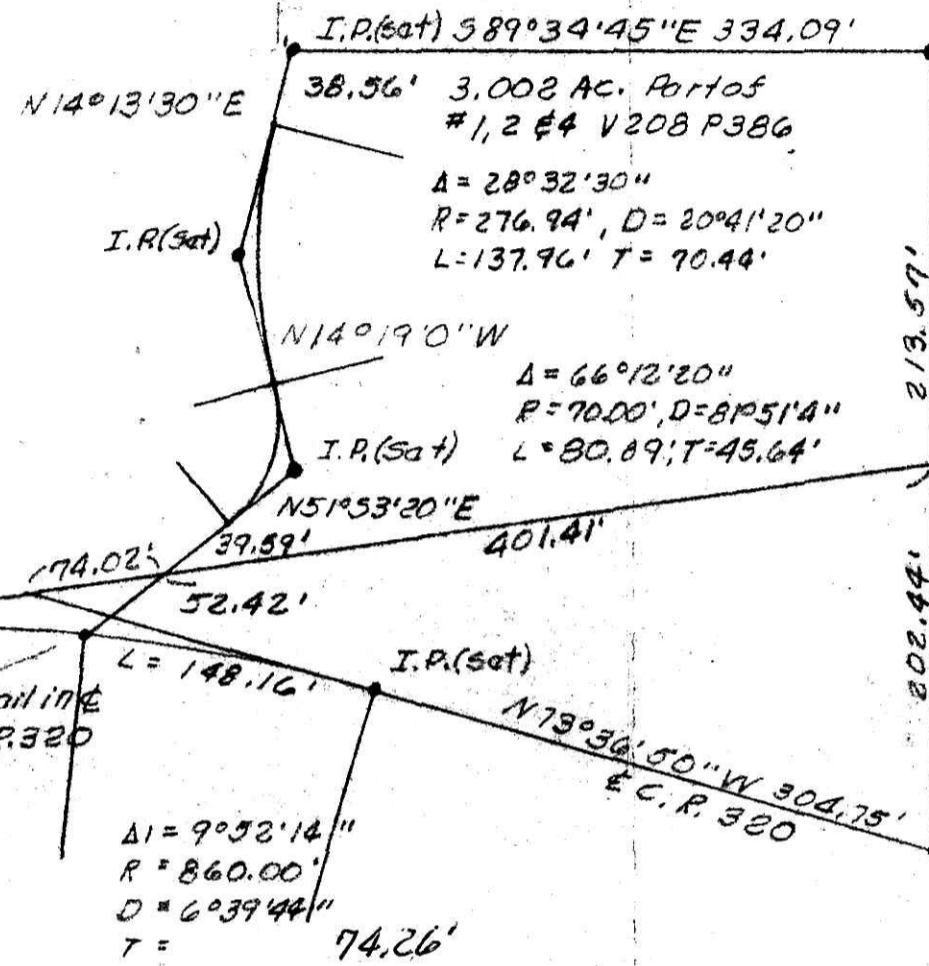 I.P.(set) S89°34'45"E 334.09'
N14°13'30"E
38.56'
3.002 AC. Part of
#1,2 &4 V208 P386
Δ= 28°32'30"
R=276.94', D=20°41'20"
L=137.96' T=70.44'
I.P.(set)
213.57'
N14°19'0"W
Δ= 66°12'20"
R=70.00', D=81°51'4"
L=80.89', T=45.64'
I.P.(set)
N51°53'20"E
39.59'
401.41'
74.02'
52.42'
202.44'
L= 148.16'
I.P.(set)
ail in ℄
R.320
N73°36'50"W 304.75'
℄ C.R. 320
Δ1= 9°52'14"
R = 860.00'
D = 6°39'44"
T = 74.26'